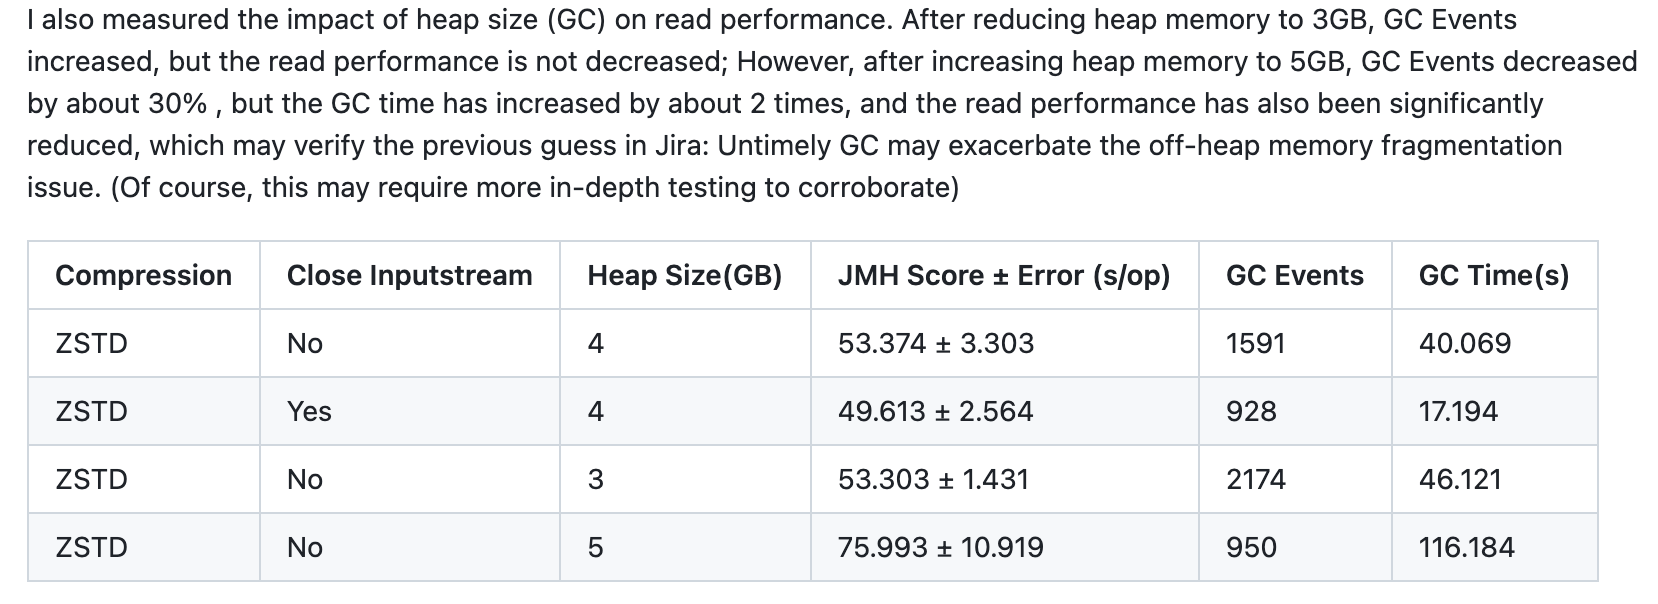 I also measured the impact of heap size (GC) on read performance. After reducing heap memory to 3GB, GC Events
increased, but the read performance is not decreased; However, after increasing heap memory to 5GB, GC Events decreased
by about 30% , but the GC time has increased by about 2 times, and the read performance has also been significantly
reduced, which may verify the previous guess in Jira: Untimely GC may exacerbate the off-heap memory fragmentation
issue. (Of course, this may require more in-depth testing to corroborate)
Compression Close Inputstream Heap Size(GB) JMH Score ± Error (s/op) GC Events GC Time(s)
ZSTD No 4 53.374 ± 3.303 1591 40.069
ZSTD Yes 4 49.613 ± 2.564 928 17.194
ZSTD No 3 53.303 ± 1.431 2174 46.121
ZSTD No 5 75.993 ± 10.919 950 116.184